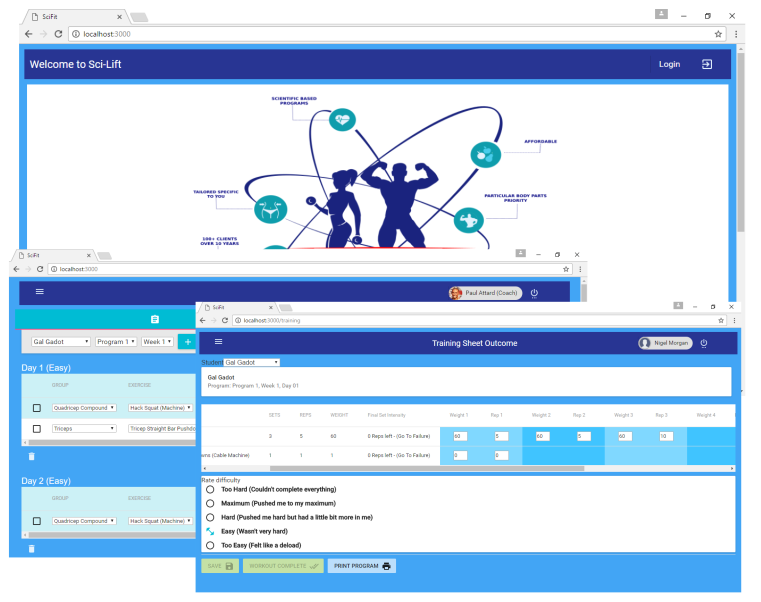 SciFit
localhost:3000
Welcome to Sci-Lift
Login
SCIENTIFIC BASED
PROGRAMS
AFFORDABLE
TAILORED SPECIFIC
TO YOU
PARTICULAR BODY PARTS
PRIORITY
100+ CLIENTS
OVER 10 YEARS
SciFit
localhost:3000
Paul Attard (Coach)
Gal Gadot
Program 1
Week 1
+
Day 1 (Easy)
GROUP EXERCISE
Quadricep Compound Hack Squat (Machine)
Triceps Tricep Straight Bar Pushdo
Day 2 (Easy)
GROUP EXERCISE
Quadricep Compound Hack Squat (Machine)
SciFit
localhost:3000/training
Training Sheet Outcome
Nigel Morgan
Student Gal Gadot
Gal Gadot
Program: Program 1, Week 1, Day 01
SETS REPS WEIGHT Final Set Intensity Weight 1 Rep 1 Weight 2 Rep 2 Weight 3 Rep 3 Weight 4
3 5 60 0 Reps left - (Go To Failure) 60 5 60 5 60 10
wns (Cable Machine) 1 1 1 0 Reps left - (Go To Failure) 0 0
Rate difficulty
Too Hard (Couldn't complete everything)
Maximum (Pushed me to my maximum)
Hard (Pushed me hard but had a little bit more in me)
Easy (Wasn't very hard)
Too Easy (Felt like a deload)
SAVE
WORKOUT COMPLETE
PRINT PROGRAM